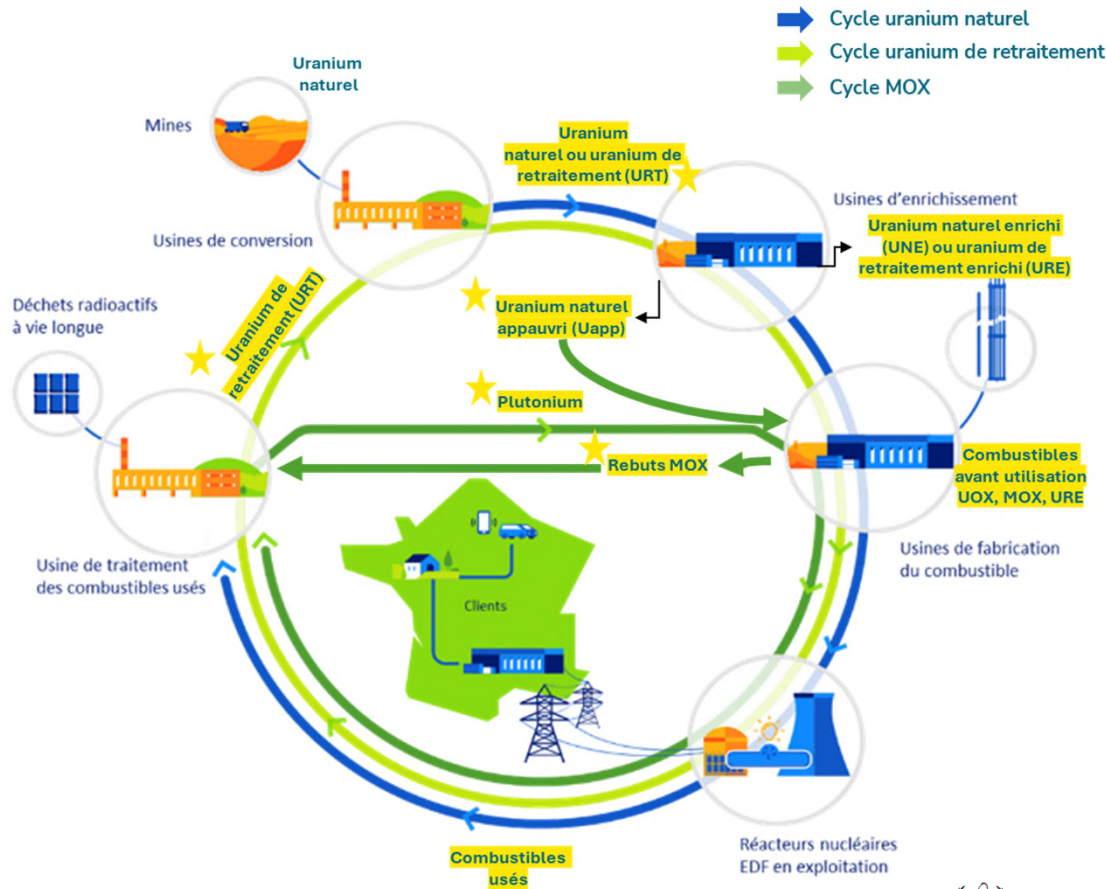 Cycle uranium naturel
Cycle uranium de retraitement
Cycle MOX
Uranium
naturel
Mines
Uranium
naturel ou uranium de
retraitement (URT)
Usines de conversion
Usines d'enrichissement
Uranium naturel enrichi
(UNE) ou uranium de
retraitement enrichi (URE)
Uranium de
retraitement (URT)
Déchets radioactifs
à vie longue
Uranium naturel
appauvri (Uapp)
Plutonium
Rebuts MOX
Combustibles
avant utilisation
UOX, MOX, URE
Usine de traitement
des combustibles usés
Usines de fabrication
du combustible
Clients
Réacteurs nucléaires
EDF en exploitation
Combustibles
usés